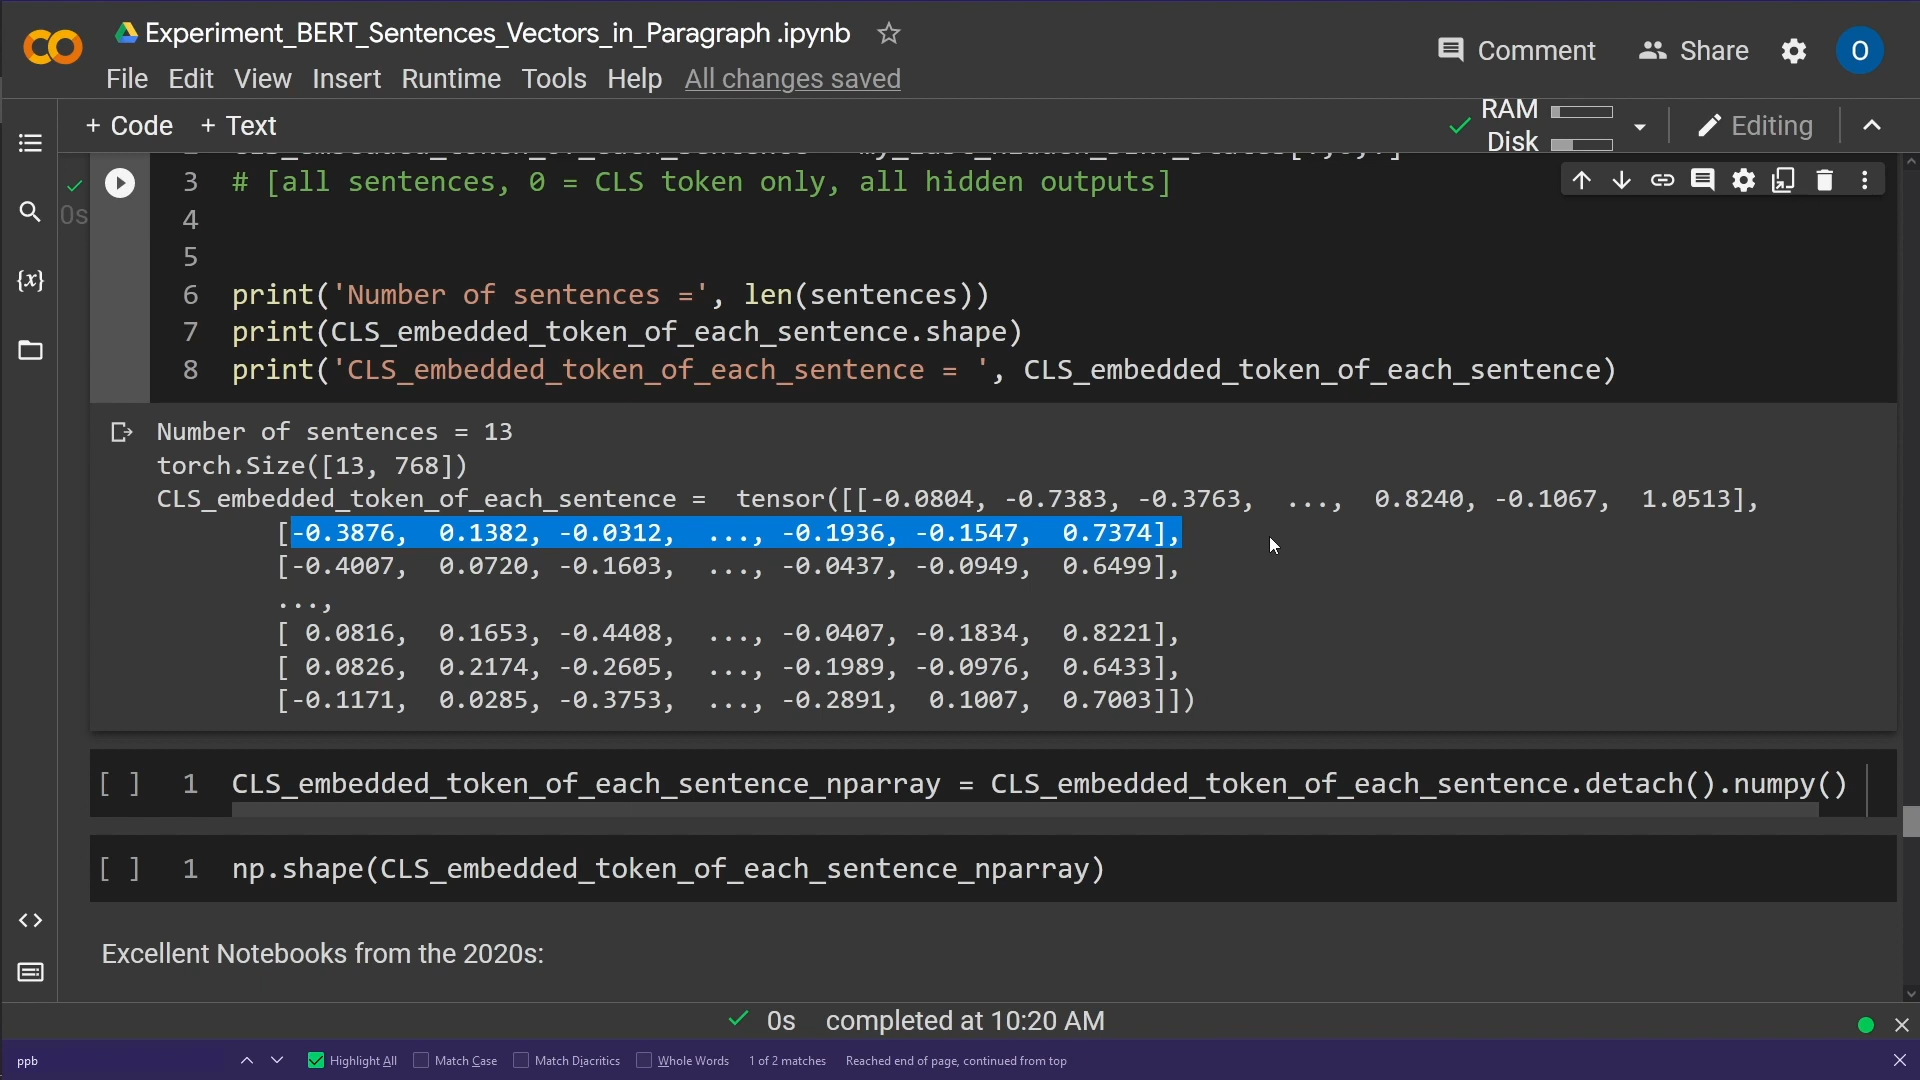 Experiment_BERT_Sentences_Vectors_in_Paragraph .ipynb
Comment
Share
O
File Edit View Insert Runtime Tools Help All changes saved
+ Code + Text
RAM
Disk
Editing
3 # [all sentences, 0 = CLS token only, all hidden outputs]
0s
4
5
{x}
6 print('Number of sentences =', len(sentences))
7 print(CLS_embedded_token_of_each_sentence.shape)
8 print('CLS_embedded_token_of_each_sentence = ', CLS_embedded_token_of_each_sentence)
Number of sentences = 13
torch.Size([13, 768])
CLS_embedded_token_of_each_sentence =  tensor([[-0.0804, -0.7383, -0.3763,  ...,  0.8240, -0.1067,  1.0513],
[-0.3876,  0.1382, -0.0312,  ..., -0.1936, -0.1547,  0.7374],
[-0.4007,  0.0720, -0.1603,  ..., -0.0437, -0.0949,  0.6499],
...,
[ 0.0816,  0.1653, -0.4408,  ..., -0.0407, -0.1834,  0.8221],
[ 0.0826,  0.2174, -0.2605,  ..., -0.1989, -0.0976,  0.6433],
[-0.1171,  0.0285, -0.3753,  ..., -0.2891,  0.1007,  0.7003]])
[ ] 1 CLS_embedded_token_of_each_sentence_nparray = CLS_embedded_token_of_each_sentence.detach().numpy()
[ ] 1 np.shape(CLS_embedded_token_of_each_sentence_nparray)
Excellent Notebooks from the 2020s:
0s completed at 10:20 AM
ppb Highlight All Match Case Match Diacritics Whole Words 1 of 2 matches Reached end of page, continued from top